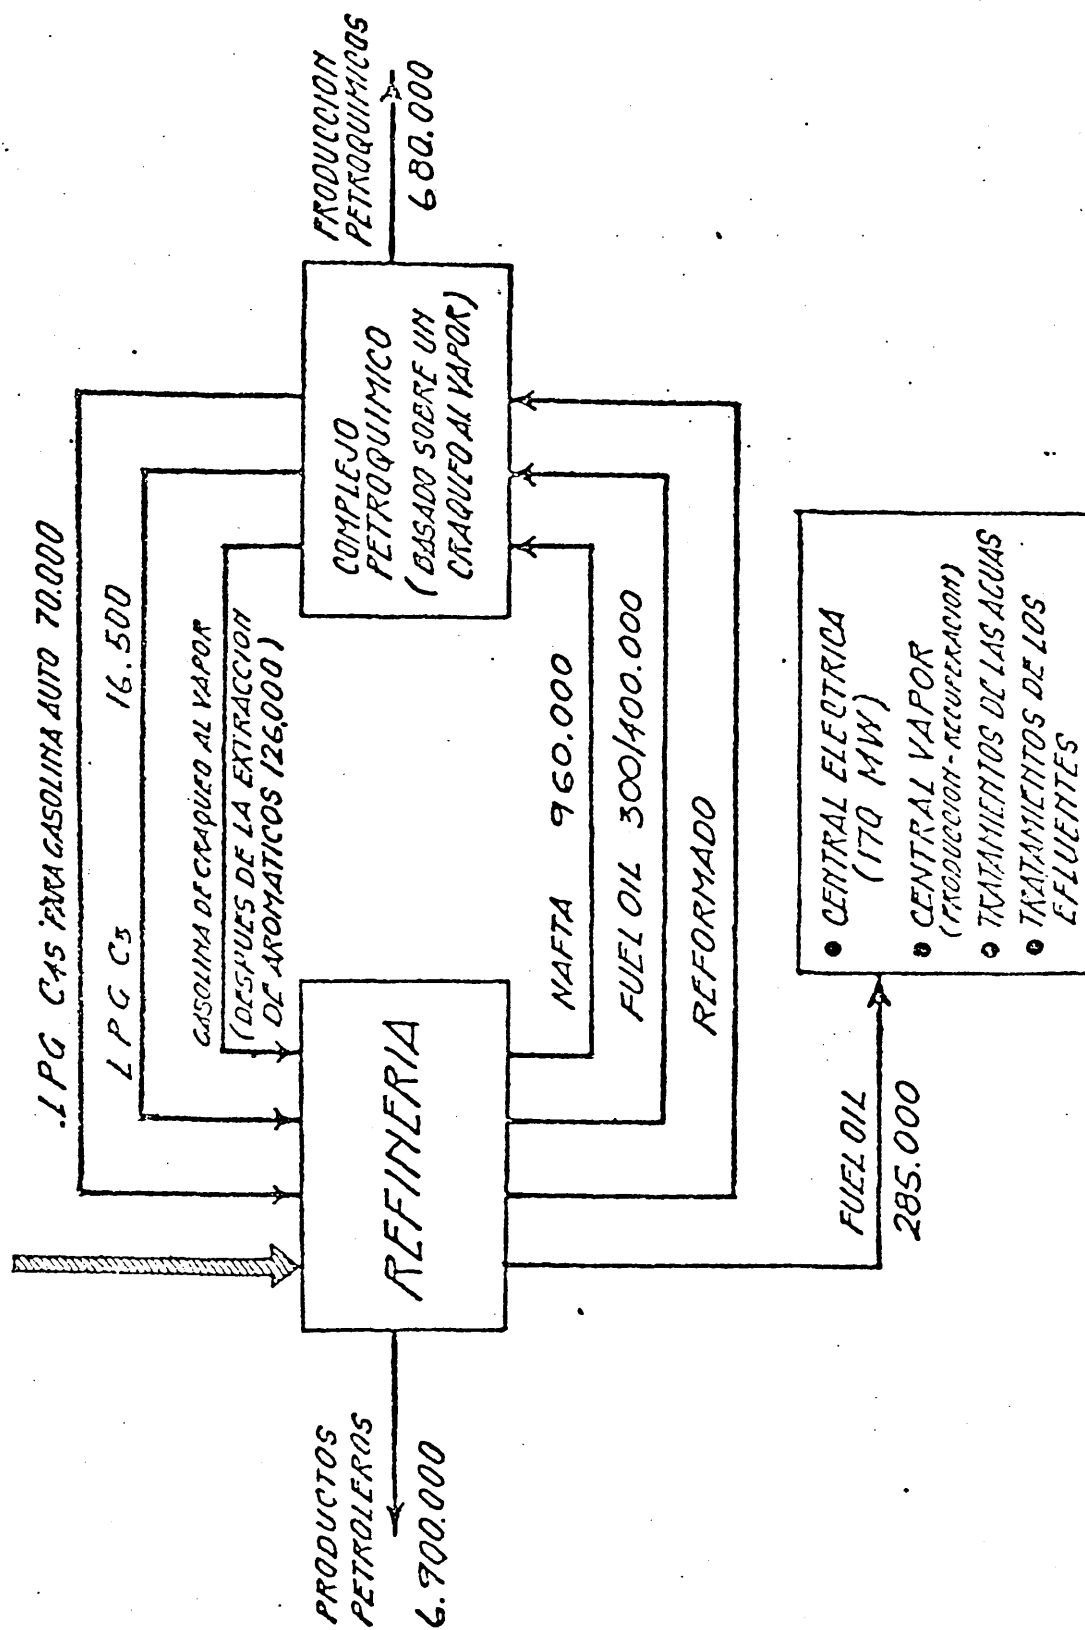 LPG C4S PARA GASOLINA AUTO 70.000
LPG C3 16.500
GASOLINA DE CRAQUEO AL VAPOR
(DESPUES DE LA EXTRACCION
DE AROMATICOS 126.000)
PRODUCTOS
PETROLEROS
6.900.000
REFINERIA
COMPLEJO
PETROQUIMICO
(BASADO SOBRE UN
CRAQUEO AL VAPOR)
PRODUCCION
PETROQUIMICOS
680.000
NAFTA 960.000
FUEL OIL 300/400.000
REFORMADO
FUEL OIL
285.000
• CENTRAL ELECTRICA
(170 MW)
• CENTRAL VAPOR
(PRODUCCION-RECUPERACION)
• TRATAMIENTOS DE LAS AGUAS
• TRATAMIENTOS DE LOS
EFLUENTES